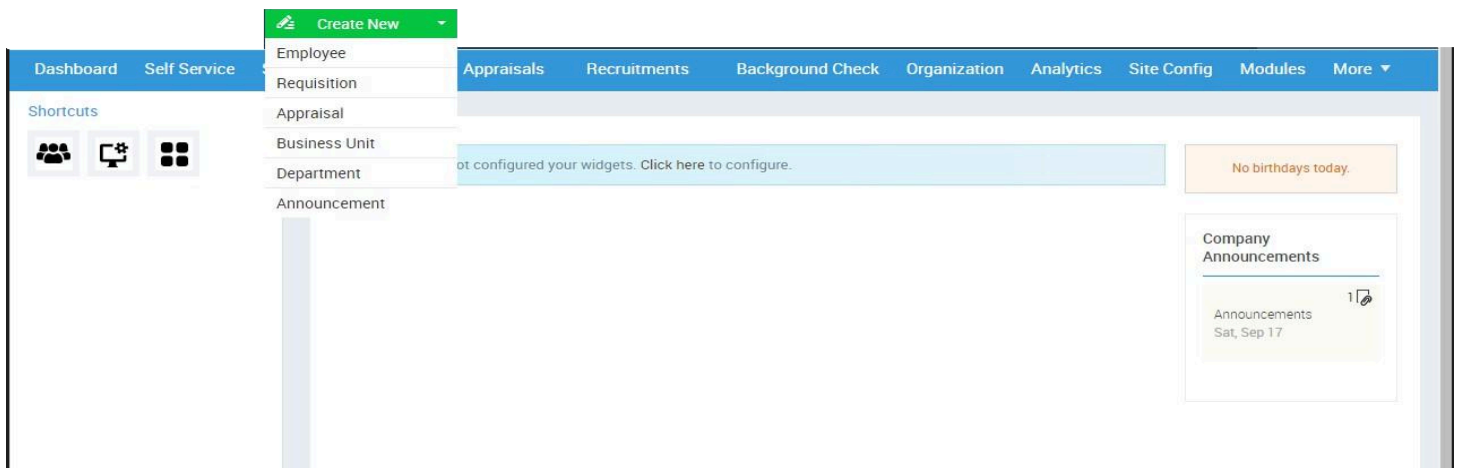 Create New
Employee
Requisition
Appraisal
Business Unit
Department
Announcement
Dashboard Self Service Appraisals Recruitments Background Check Organization Analytics Site Config Modules More
Shortcuts
configured your widgets. Click here to configure.
No birthdays today.
Company
Announcements
1
Announcements
Sat, Sep 17